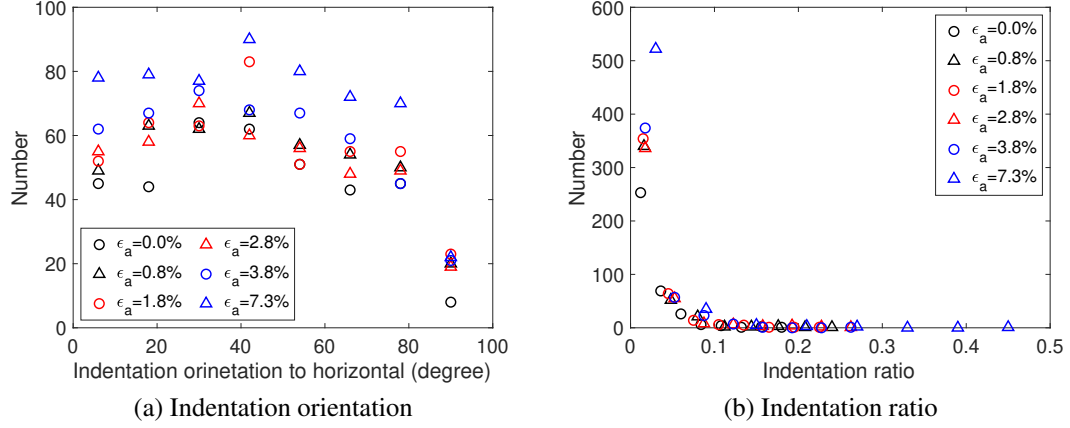 100
80
60
40
20
0
Number
0 20 40 60 80 100
Indentation orinetation to horizontal (degree)
ϵa=0.0% ϵa=2.8%
ϵa=0.8% ϵa=3.8%
ϵa=1.8% ϵa=7.3%
(a) Indentation orientation
600
500
400
300
200
100
0
Number
0 0.1 0.2 0.3 0.4 0.5
Indentation ratio
ϵa=0.0%
ϵa=0.8%
ϵa=1.8%
ϵa=2.8%
ϵa=3.8%
ϵa=7.3%
(b) Indentation ratio